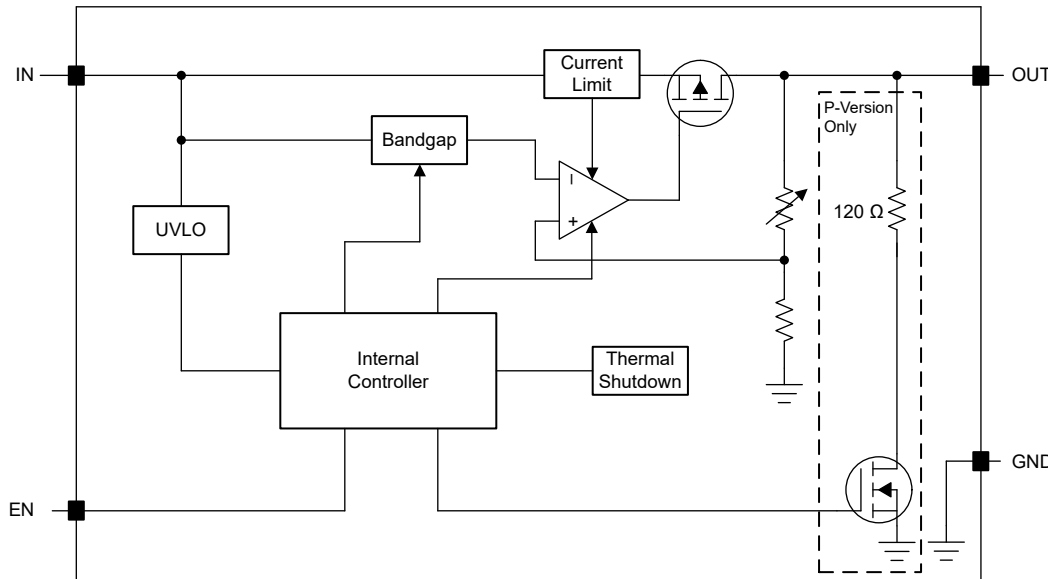 IN
Current
Limit
OUT
P-Version
Only
Bandgap
–
+
120 Ω
UVLO
Internal
Controller
Thermal
Shutdown
GND
EN